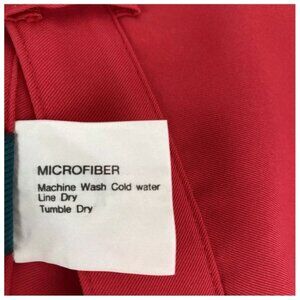 MICROFIBER
Machine Wash Cold water
Line Dry
Tumble Dry